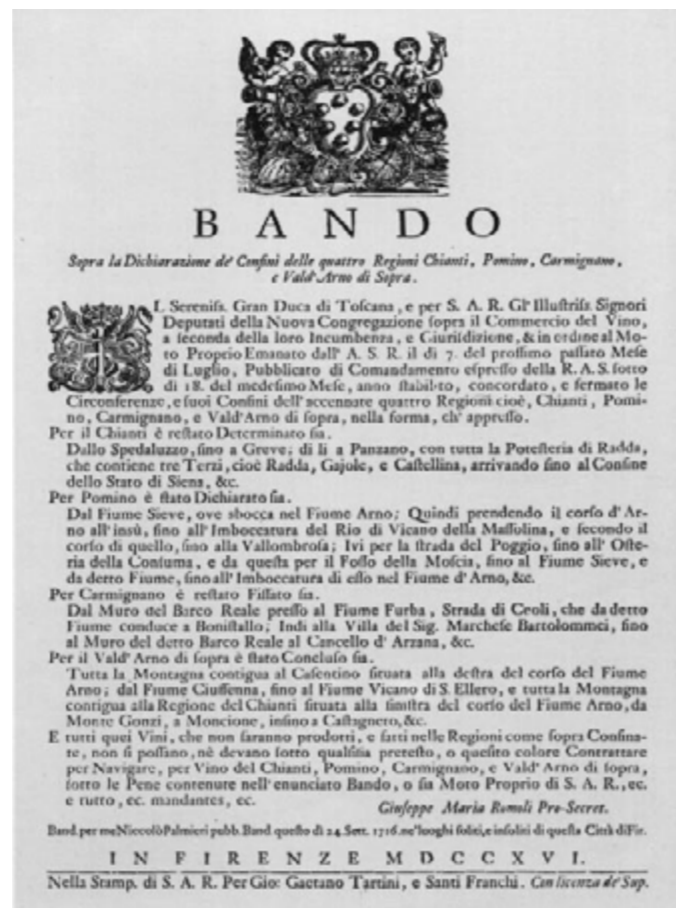 BANDO
Sopra la Dichiarazione de' Confini delle quattro Regioni Chianti, Pomino, Carmignano,
e Vald'Arno di Sopra.
IL Sereniss. Gran Duca di Toscana, e per S. A. R. Gl' Illustriss. Signori
Deputati della Nuova Congregazione sopra il Commercio del Vino,
a seconda della loro Incumbenza, e Giurisdizione, & in ordine al Mo-
to Proprio Emanato dall' A. S. R. il dì 7. del prossimo passato Mese
di Luglio, Pubblicato di Comandamento espresso della R. A. S. sotto
dì 18. del medesimo Mese, anno stabilito, concordato, e fermato le
Circonferenze, e suoi Confini dell' accennate quattro Regioni cioè, Chianti, Pomi-
no, Carmignano, e Vald'Arno di sopra, nella forma, ch' appresso.
Per il Chianti è restato Determinato sia.
Dallo Spedaluzzo, sino a Greve; di lì a Panzano, con tutta la Potesteria di Radda,
che contiene tre Terzi, cioè Radda, Gajole, e Castellina, arrivando sino al Confine
dello Stato di Siena, &c.
Per Pomino è stato Dichiarato sia.
Dal Fiume Sieve, ove sbocca nel Fiume Arno; Quindi prendendo il corso d' Ar-
no all' insù, sino all' Imboccatura del Rio di Vicano della Massolina, e secondo il
corso di quello, sino alla Vallombrosa; Ivi per la strada del Poggio, sino all' Oste-
ria della Consuma, e da questa per il Fosso della Moscia, sino al Fiume Sieve, e
da detto Fiume, sino all' Imboccatura di esso nel Fiume d' Arno, &c.
Per Carmignano è restato Fissato sia.
Dal Muro del Barco Reale presso al Fiume Furba, Strada di Ceoli, che da detto
Fiume conduce a Bonistallo; Indi alla Villa del Sig. Marchese Bartolommei, sino
al Muro del detto Barco Reale al Cancello d' Arzana, &c.
Per il Vald' Arno di sopra è stato Concluso sia.
Tutta la Montagna contigua al Casentino situata alla destra del corso del Fiume
Arno; dal Fiume Ciuffenna, sino al Fiume Vicano di S. Ellero, e tutta la Montagna
contigua alla Regione del Chianti situata alla sinistra del corso del Fiume Arno, da
Monte Gonzi, a Moncione, insino a Castagneto, &c.
E tutti quei Vini, che non saranno prodotti, e fatti nelle Regioni come sopra Confina-
te, non si possano, nè devano sotto qualsisia pretesto, o quesito colore Contrattare
per Navigare, per Vino del Chianti, Pomino, Carmignano, e Vald' Arno di sopra,
sotto le Pene contenute nell' enunciato Bando, o sia Moto Proprio di S. A. R., ec.
e tutto, ec. mandantes, ec.
Giuseppe Maria Romoli Pro-Secret.
Band. per me Niccolò Palmieri pubb. Band. questo dì 24. Sett. 1716. ne' luoghi soliti, e insoliti di questa Città di Fir.
IN FIRENZE MDCCXVI.
Nella Stamp. di S. A. R. Per Gio: Gaetano Tartini, e Santi Franchi. Con licenza de' Sup.